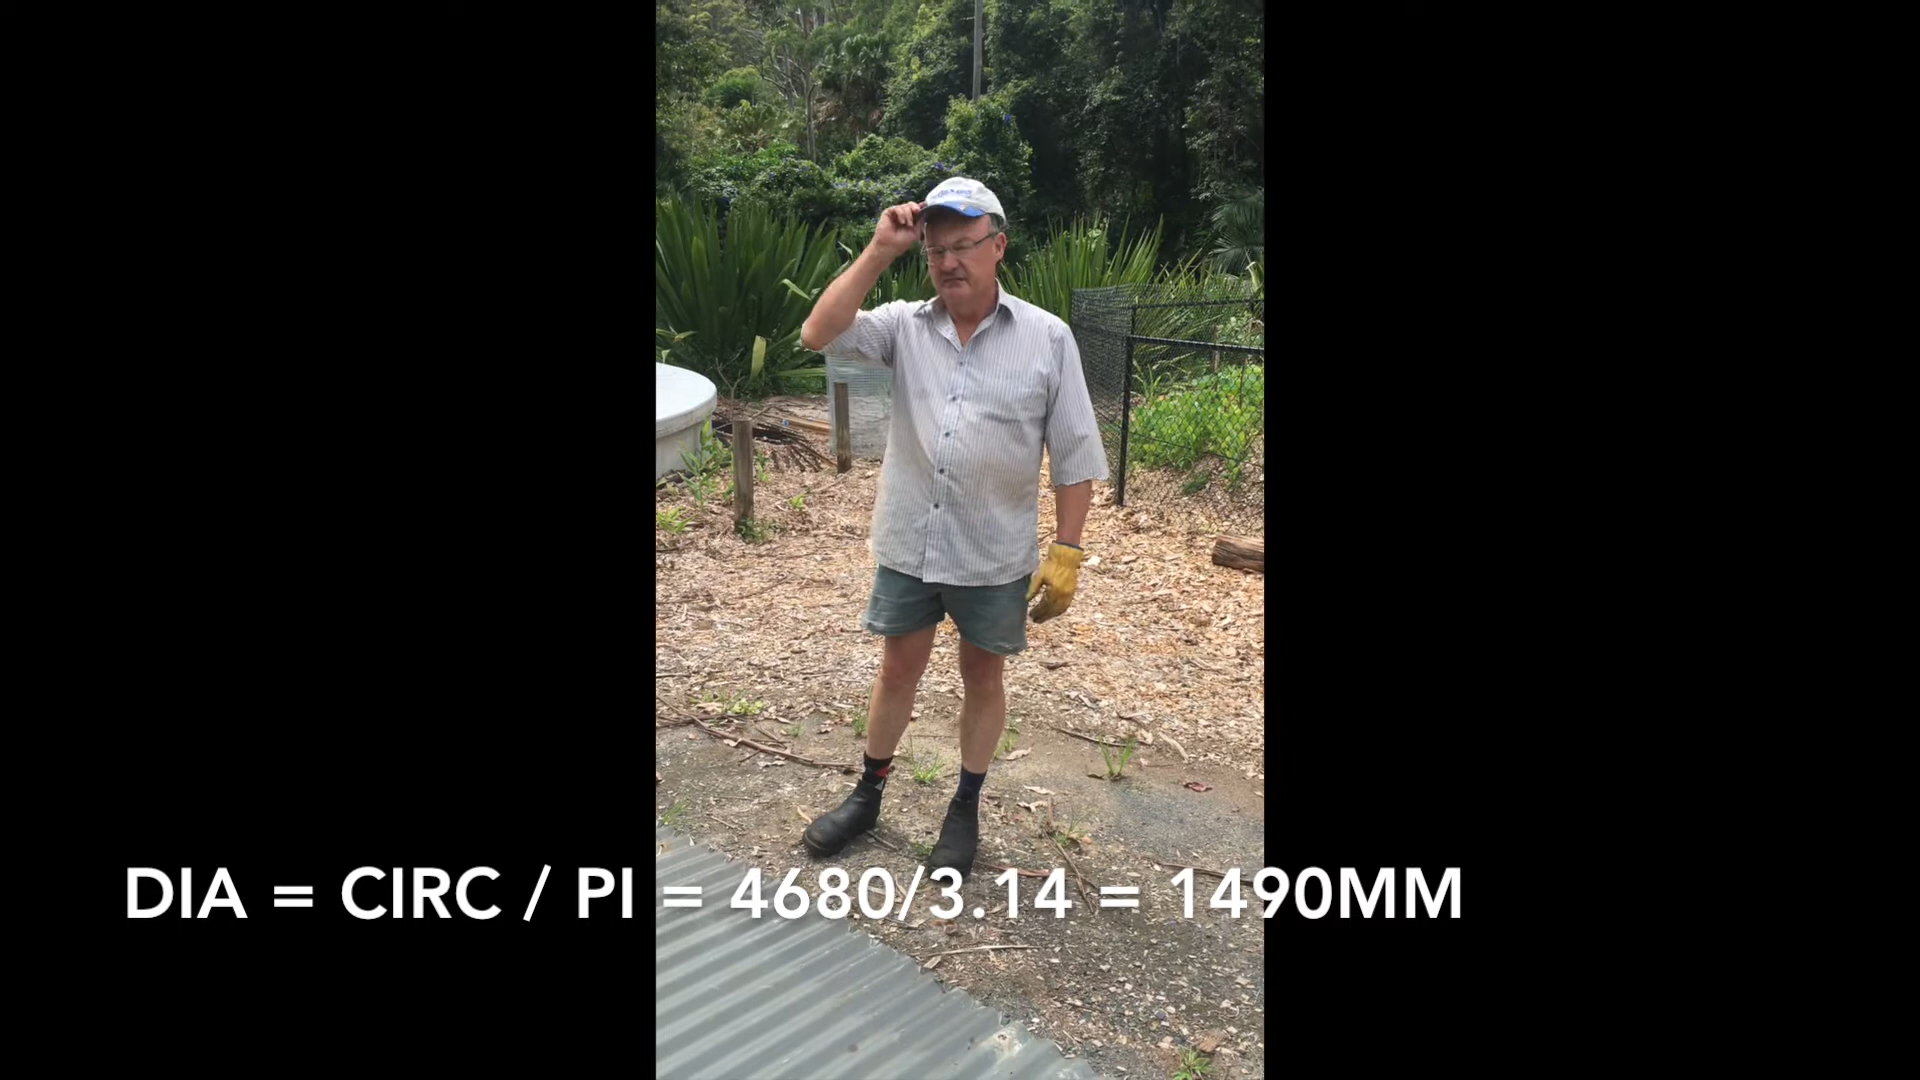 DIA = CIRC / PI = 4680/3.14 = 1490MM